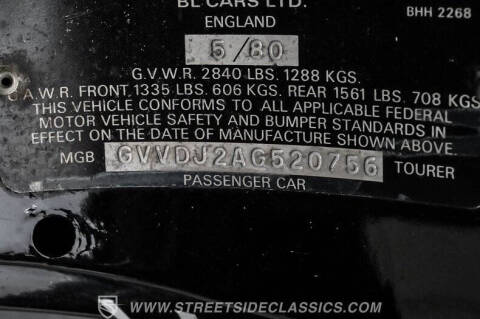 BL CARS LTD.
ENGLAND
BHH 2268
5/80
G.V.W.R. 2840 LBS. 1288 KGS.
G.A.W.R. FRONT 1335 LBS. 606 KGS. REAR 1561 LBS. 708 KGS
THIS VEHICLE CONFORMS TO ALL APPLICABLE FEDERAL
MOTOR VEHICLE SAFETY AND BUMPER STANDARDS IN
EFFECT ON THE DATE OF MANUFACTURE SHOWN ABOVE.
MGB GVVDJ2AG520756 TOURER
PASSENGER CAR
WWW.STREETSIDECLASSICS.COM